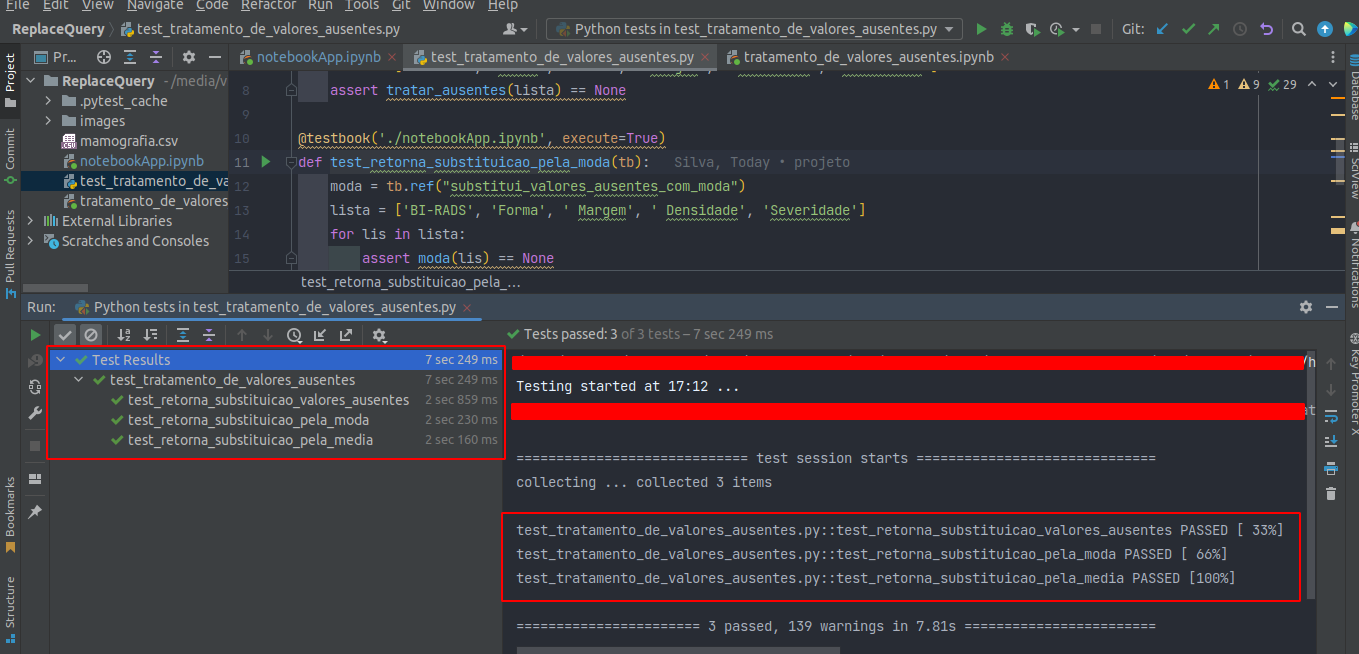 File Edit View Navigate Code Refactor Run Tools Git Window Help
ReplaceQuery test_tratamento_de_valores_ausentes.py Python tests in test_tratamento_de_valores_ausentes.py Git:
Project
Pr...
notebookApp.ipynb test_tratamento_de_valores_ausentes.py tratamento_de_valores_ausentes.ipynb
ReplaceQuery - /media/v
.pytest_cache
images
mamografia.csv
notebookApp.ipynb
test_tratamento_de_va
tratamento_de_valores
External Libraries
Scratches and Consoles
Commit
Pull Requests
Bookmarks
Structure
8 assert tratar_ausentes(lista) == None
1 9 29
9
10 @testbook('./notebookApp.ipynb', execute=True)
11 def test_retorna_substituicao_pela_moda(tb): Silva, Today • projeto
12 moda = tb.ref("substitui_valores_ausentes_com_moda")
13 lista = ['BI-RADS', 'Forma', ' Margem', ' Densidade', 'Severidade']
14 for lis in lista:
15 assert moda(lis) == None
test_retorna_substituicao_pela_...
Database
SciView
Notifications
Key Promoter X
Run: Python tests in test_tratamento_de_valores_ausentes.py
Tests passed: 3 of 3 tests – 7 sec 249 ms
Test Results 7 sec 249 ms
test_tratamento_de_valores_ausentes 7 sec 249 ms
test_retorna_substituicao_valores_ausentes 2 sec 859 ms
test_retorna_substituicao_pela_moda 2 sec 230 ms
test_retorna_substituicao_pela_media 2 sec 160 ms
/h
Testing started at 17:12 ...
at
============================= test session starts ==============================
collecting ... collected 3 items
test_tratamento_de_valores_ausentes.py::test_retorna_substituicao_valores_ausentes PASSED [ 33%]
test_tratamento_de_valores_ausentes.py::test_retorna_substituicao_pela_moda PASSED [ 66%]
test_tratamento_de_valores_ausentes.py::test_retorna_substituicao_pela_media PASSED [100%]
======================= 3 passed, 139 warnings in 7.81s ========================